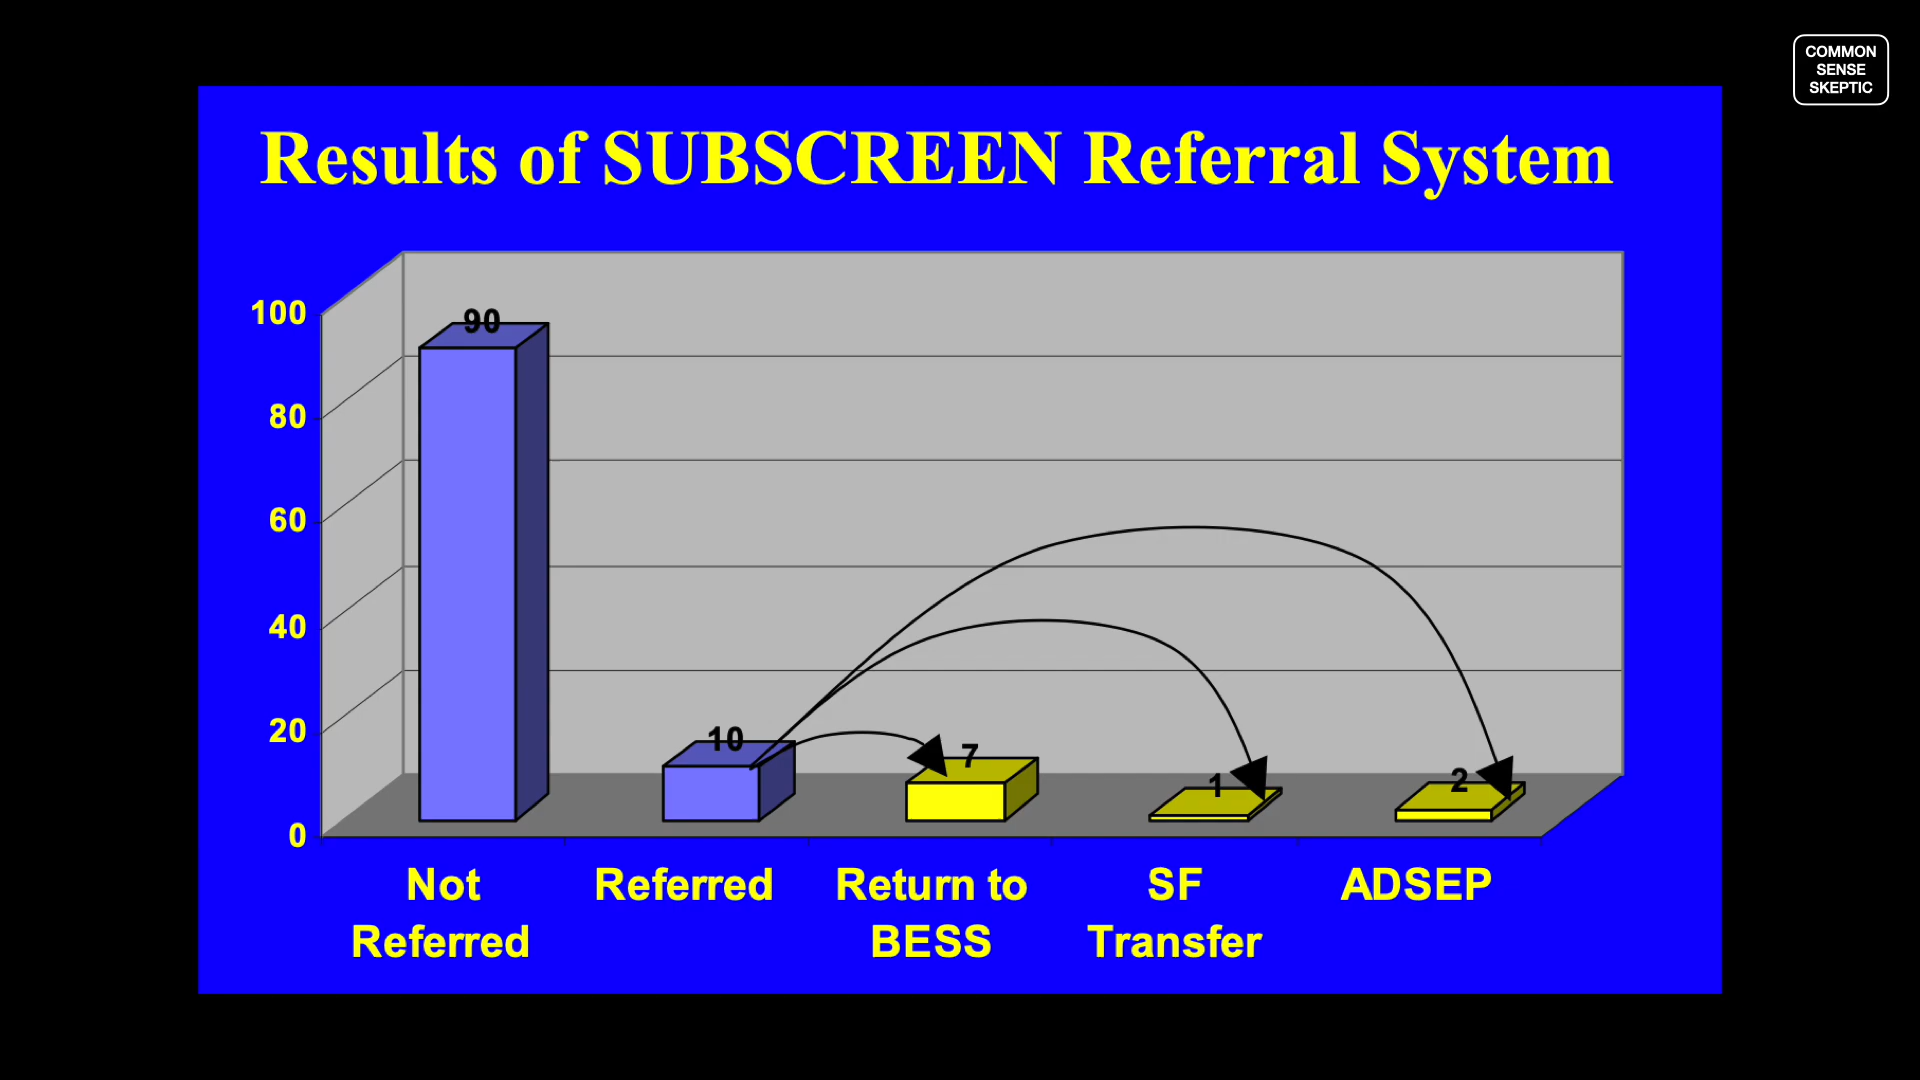 COMMON
SENSE
SKEPTIC
Results of SUBSCREEN Referral System
100
80
60
40
20
0
90
10
7
1
2
Not
Referred
Referred
Return to
BESS
SF
Transfer
ADSEP